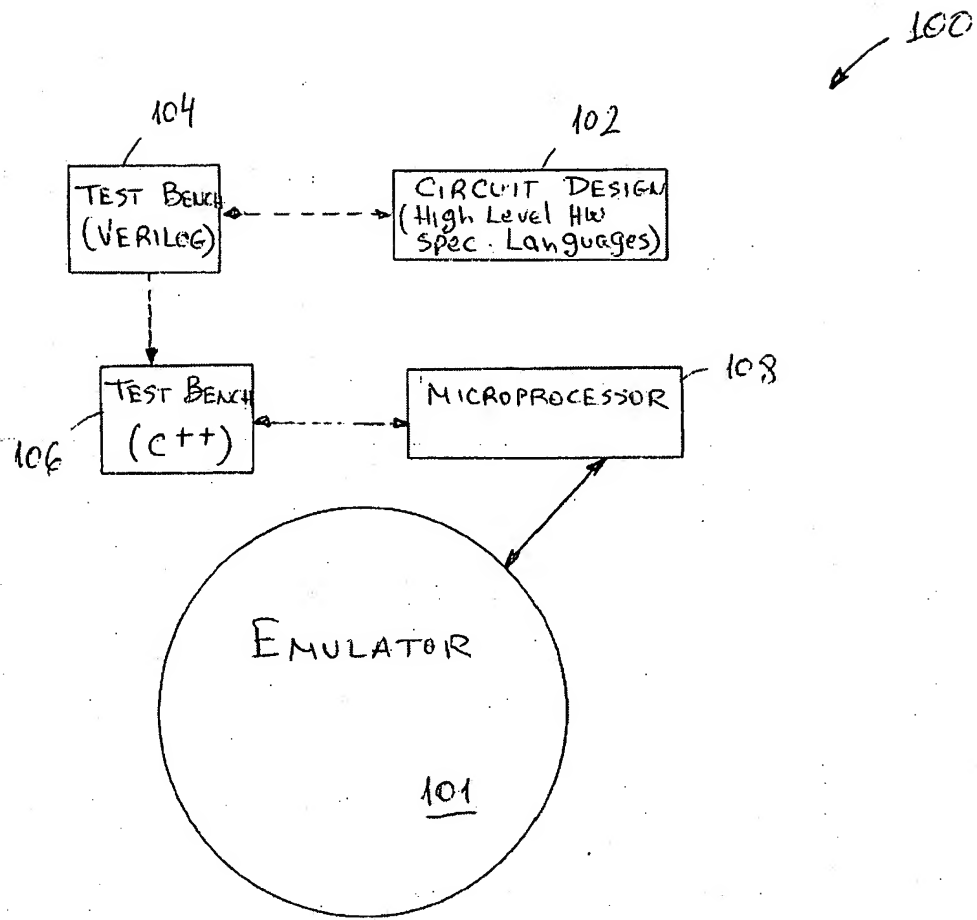 100
104
102
TEST BENCH
(VERILOG)
CIRCUIT DESIGN
(High Level HW
Spec. Languages)
108
TEST BENCH
(C++)
MICROPROCESSOR
106
EMULATOR
101